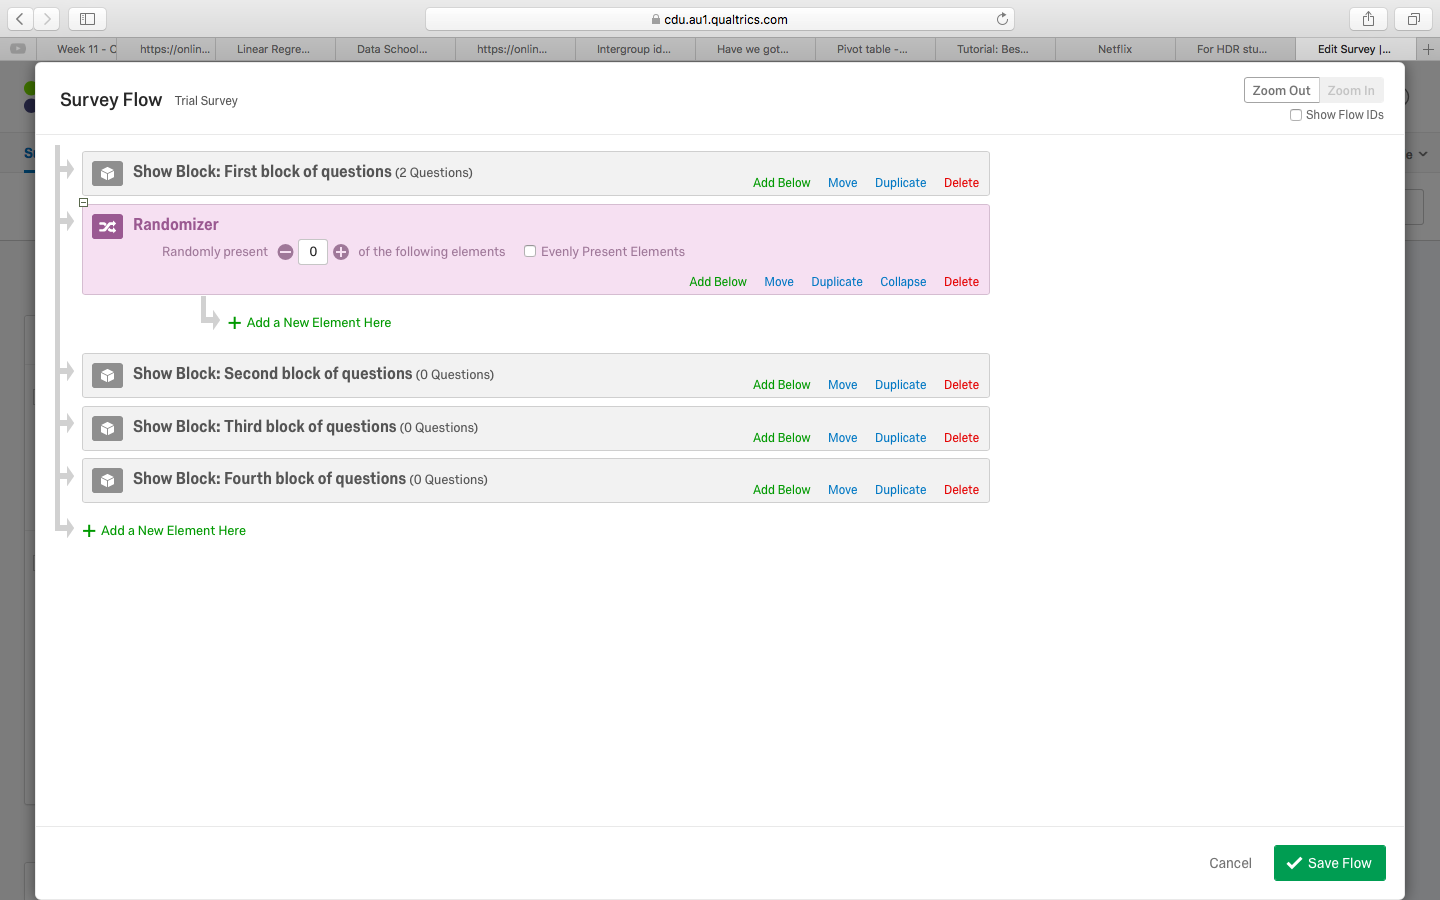 cdu.au1.qualtrics.com
Week 11 - C
https://onlin...
Linear Regre...
Data School...
https://onlin...
Intergroup id...
Have we got...
Pivot table -...
Tutorial: Bes...
Netflix
For HDR stu...
Edit Survey |...
Survey Flow Trial Survey
Zoom Out Zoom In
Show Flow IDs
Show Block: First block of questions (2 Questions)
Add Below Move Duplicate Delete
Randomizer
Randomly present 0 of the following elements Evenly Present Elements
Add Below Move Duplicate Collapse Delete
Add a New Element Here
Show Block: Second block of questions (0 Questions)
Add Below Move Duplicate Delete
Show Block: Third block of questions (0 Questions)
Add Below Move Duplicate Delete
Show Block: Fourth block of questions (0 Questions)
Add Below Move Duplicate Delete
Add a New Element Here
Cancel Save Flow